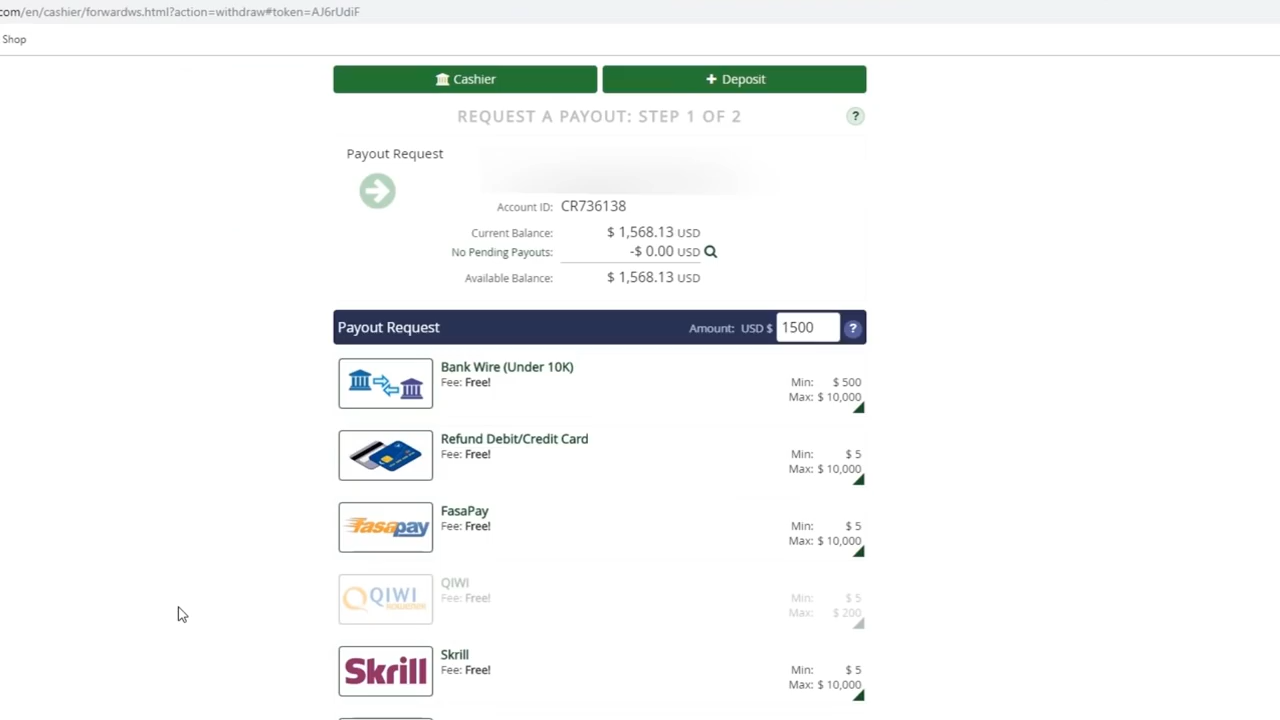 com/en/cashier/forwardws.html?action=withdraw#token=AJ6rUdiF
Shop
Cashier
+ Deposit
REQUEST A PAYOUT: STEP 1 OF 2 ?
Payout Request
Account ID: CR736138
Current Balance: $ 1,568.13 USD
No Pending Payouts: -$ 0.00 USD
Available Balance: $ 1,568.13 USD
Payout Request Amount: USD $ 1500 ?
Bank Wire (Under 10K)
Fee: Free! Min: $ 500
Max: $ 10,000
Refund Debit/Credit Card
Fee: Free! Min: $ 5
Max: $ 10,000
fasapay FasaPay
Fee: Free! Min: $ 5
Max: $ 10,000
QIWI
QIWI Fee: Free! Min: $ 5
Max: $ 200
Skrill
Skrill Fee: Free! Min: $ 5
Max: $ 10,000